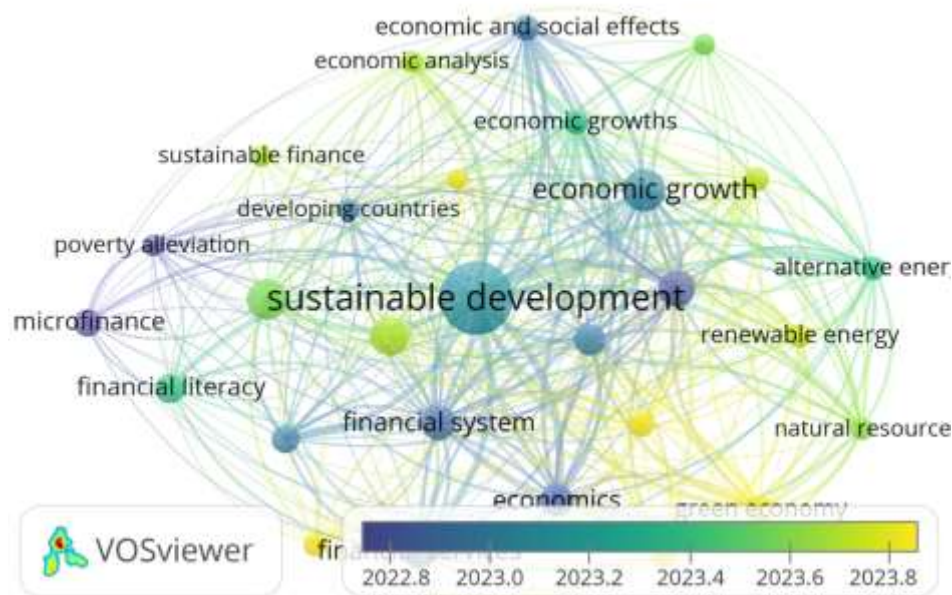 economic and social effects
economic analysis
economic growths
sustainable finance
economic growth
developing countries
poverty alleviation
alternative ener
sustainable development
microfinance
renewable energy
financial literacy
financial system
natural resource
economics
green economy
VOSviewer
financial services
2022.8 2023.0 2023.2 2023.4 2023.6 2023.8